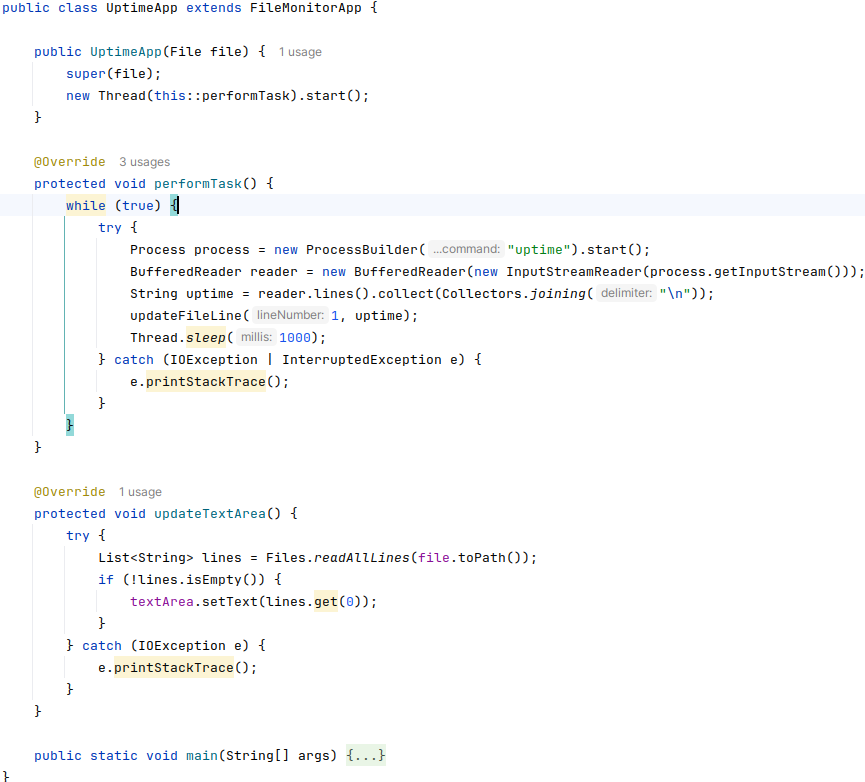 public class UptimeApp extends FileMonitorApp {
public UptimeApp(File file) { 1 usage
super(file);
new Thread(this::performTask).start();
}
@Override 3 usages
protected void performTask() {
while (true) {
try {
Process process = new ProcessBuilder( ...command: "uptime").start();
BufferedReader reader = new BufferedReader(new InputStreamReader(process.getInputStream()));
String uptime = reader.lines().collect(Collectors.joining( delimiter: "\n"));
updateFileLine( lineNumber: 1, uptime);
Thread.sleep( millis: 1000);
} catch (IOException | InterruptedException e) {
e.printStackTrace();
}
}
}
@Override 1 usage
protected void updateTextArea() {
try {
List<String> lines = Files.readAllLines(file.toPath());
if (!lines.isEmpty()) {
textArea.setText(lines.get(0));
}
} catch (IOException e) {
e.printStackTrace();
}
}
public static void main(String[] args) {...}
}